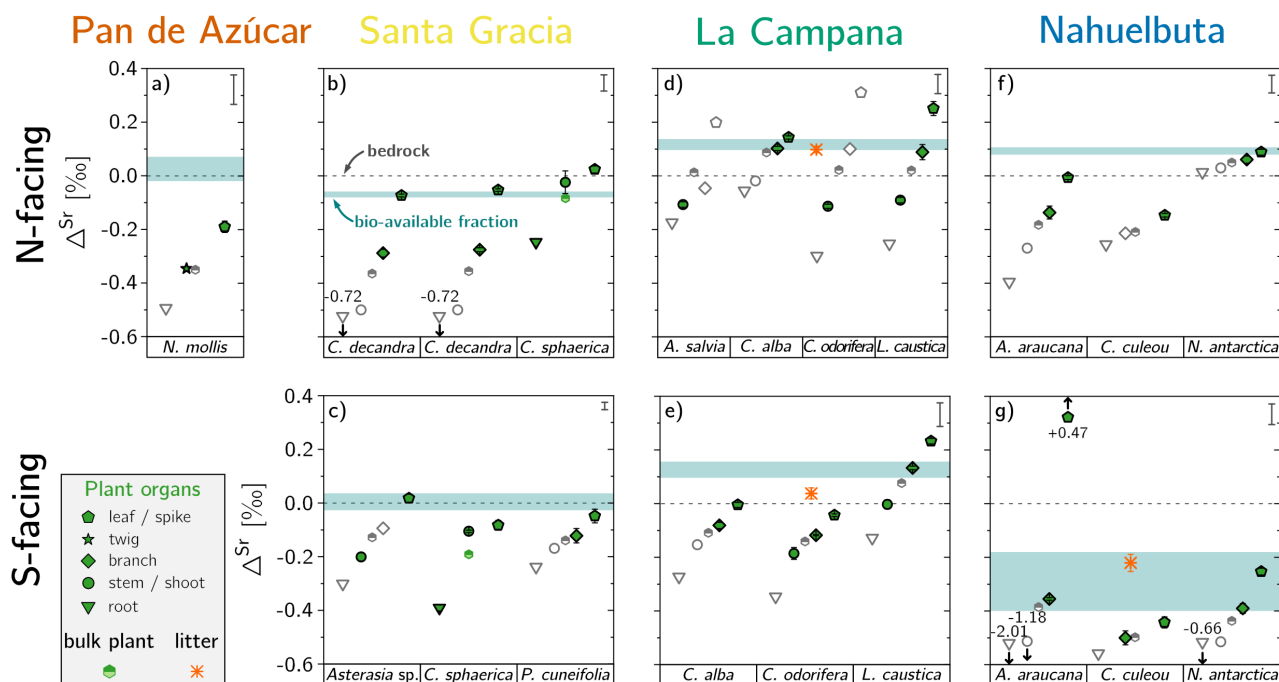 Pan de Azúcar
Santa Gracia
La Campana
Nahuelbuta
N-facing
△Sr [‰]
0.4
0.2
0.0
-0.2
-0.4
-0.6
a)
N. mollis
b)
bedrock
bio-available fraction
-0.72
-0.72
C. decandra
C. decandra
C. sphaerica
d)
A. salvia
C. alba
C. odorifera
L. caustica
f)
A. araucana
C. culeou
N. antarctica
S-facing
Plant organs
leaf / spike
twig
branch
stem / shoot
root
bulk plant
litter
△Sr [‰]
0.4
0.2
0.0
-0.2
-0.4
-0.6
c)
Asterasia sp.
C. sphaerica
P. cuneifolia
e)
C. alba
C. odorifera
L. caustica
g)
+0.47
-1.18
-2.01
-0.66
A. araucana
C. culeou
N. antarctica